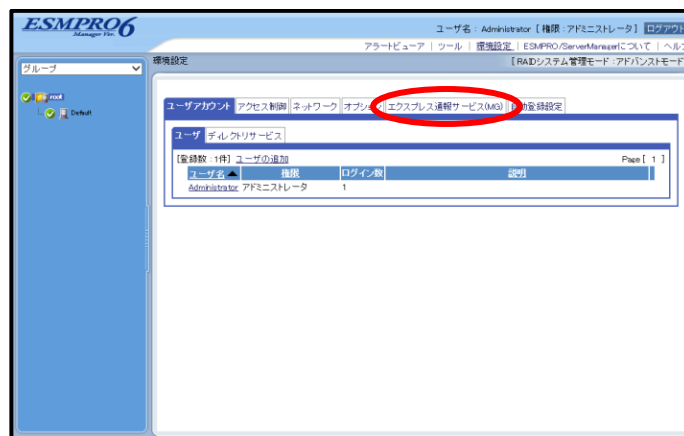 ESMPRO6
Manager Ver.
ユーザ名 : Administrator [ 権限 : アドミニストレータ ] ログアウト
アラートビューア | ツール | 環境設定 | ESMPRO/ServerManagerについて | ヘル
グループ
環境設定
[ RAIDシステム管理モード : アドバンストモード
root
Default
ユーザアカウント アクセス制御 ネットワーク オプション エクスプレス通報サービス(MG) 自動登録設定
ユーザ ディレクトリサービス
[登録数 : 1件] ユーザの追加 Page [ 1 ]
ユーザ名▲ 権限 ログイン数 説明
Administrator アドミニストレータ 1